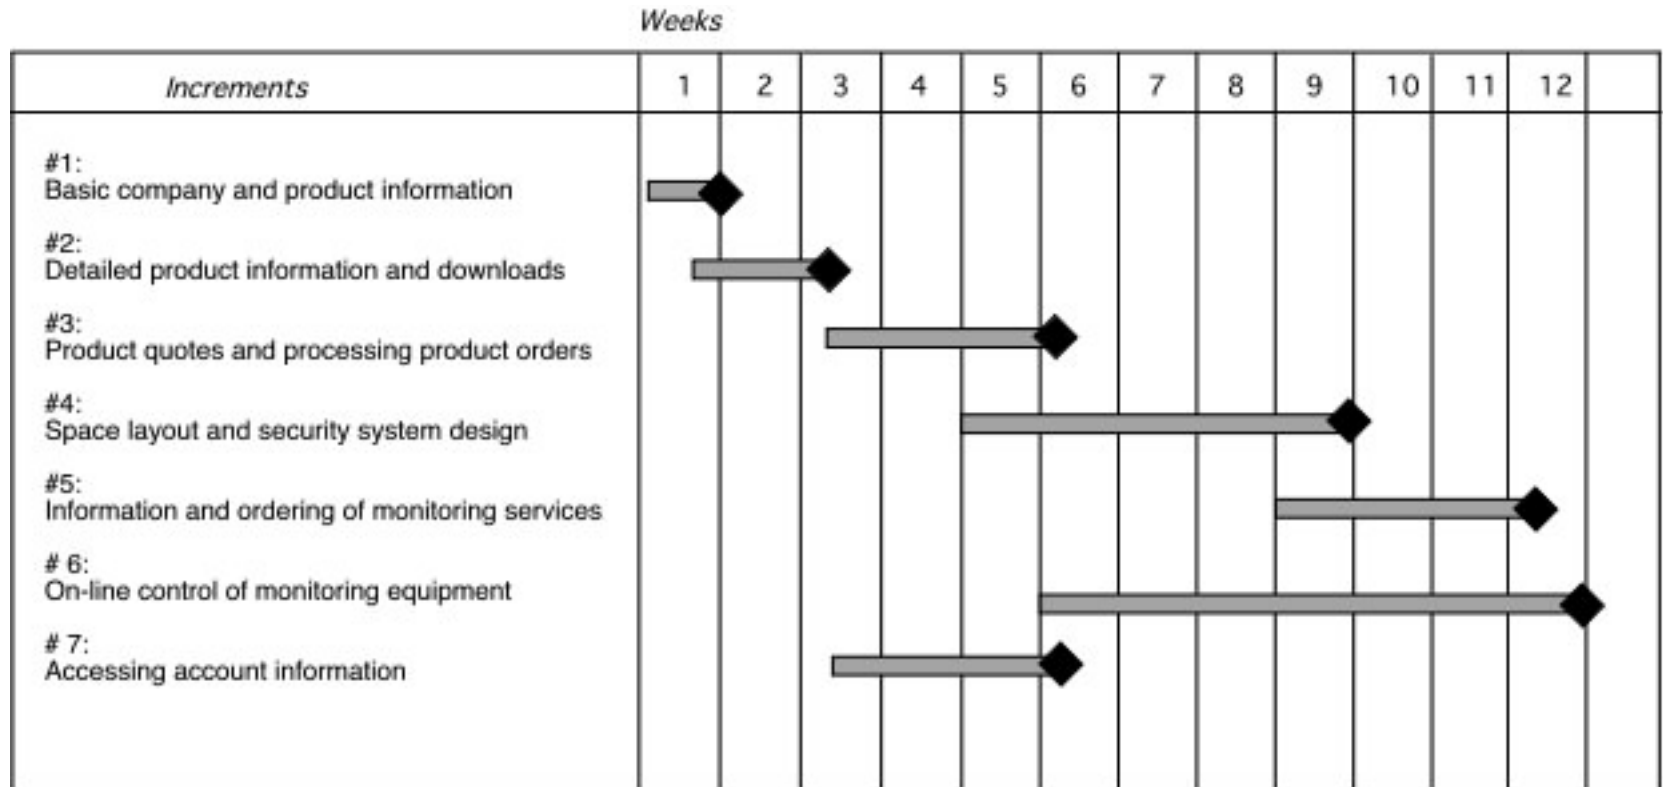 Weeks
Increments 1 2 3 4 5 6 7 8 9 10 11 12
#1:
Basic company and product information
#2:
Detailed product information and downloads
#3:
Product quotes and processing product orders
#4:
Space layout and security system design
#5:
Information and ordering of monitoring services
# 6:
On-line control of monitoring equipment
# 7:
Accessing account information